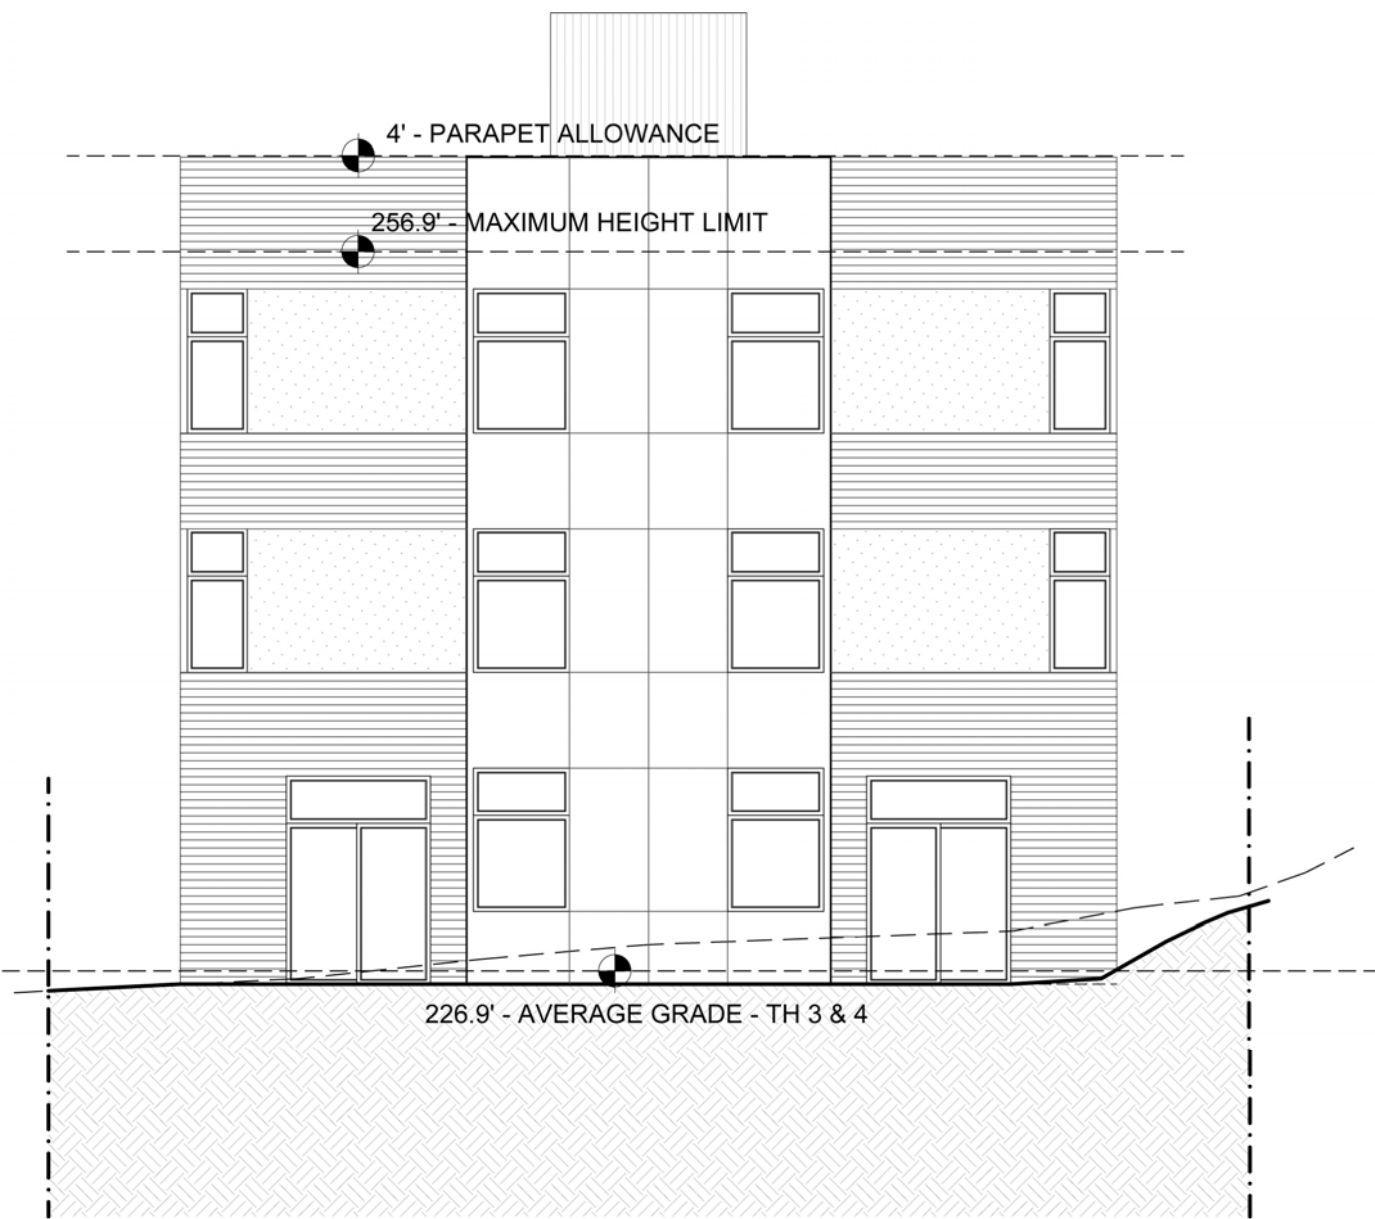 4' - PARAPET ALLOWANCE
256.9' - MAXIMUM HEIGHT LIMIT
226.9' - AVERAGE GRADE - TH 3 & 4